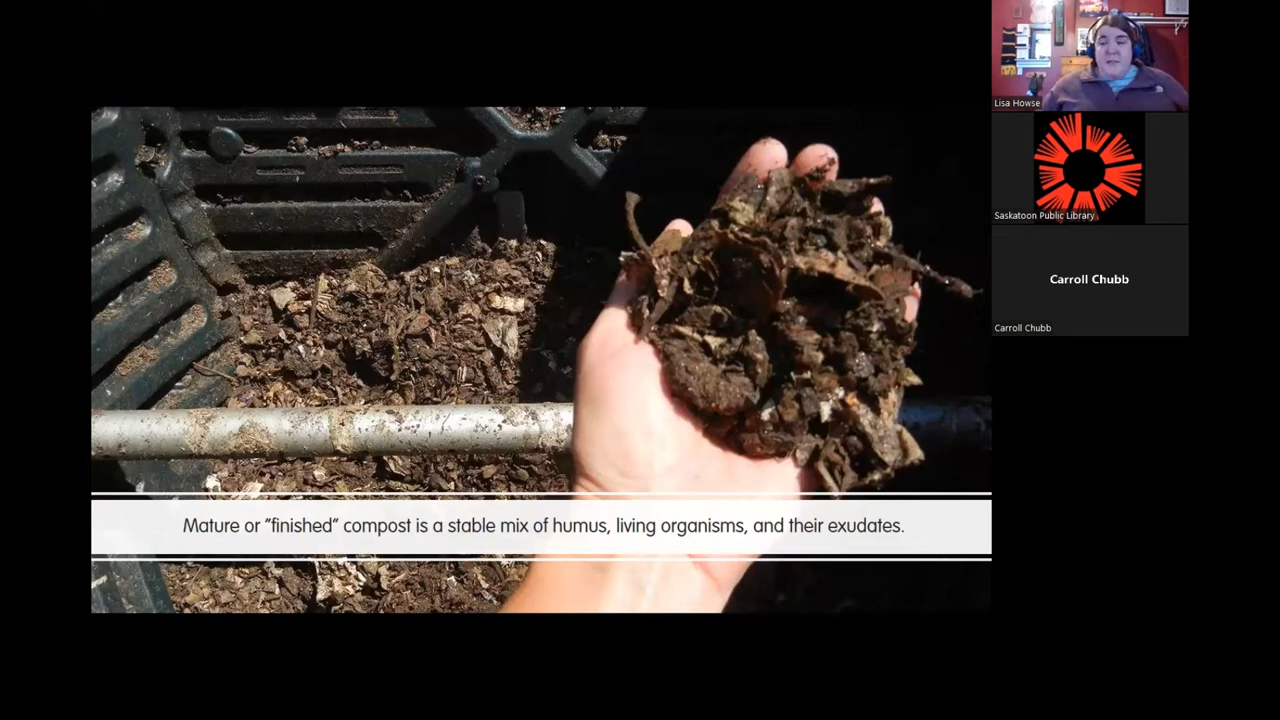 Lisa Howse
Saskatoon Public Library
Carroll Chubb
Carroll Chubb
Mature or "finished" compost is a stable mix of humus, living organisms, and their exudates.